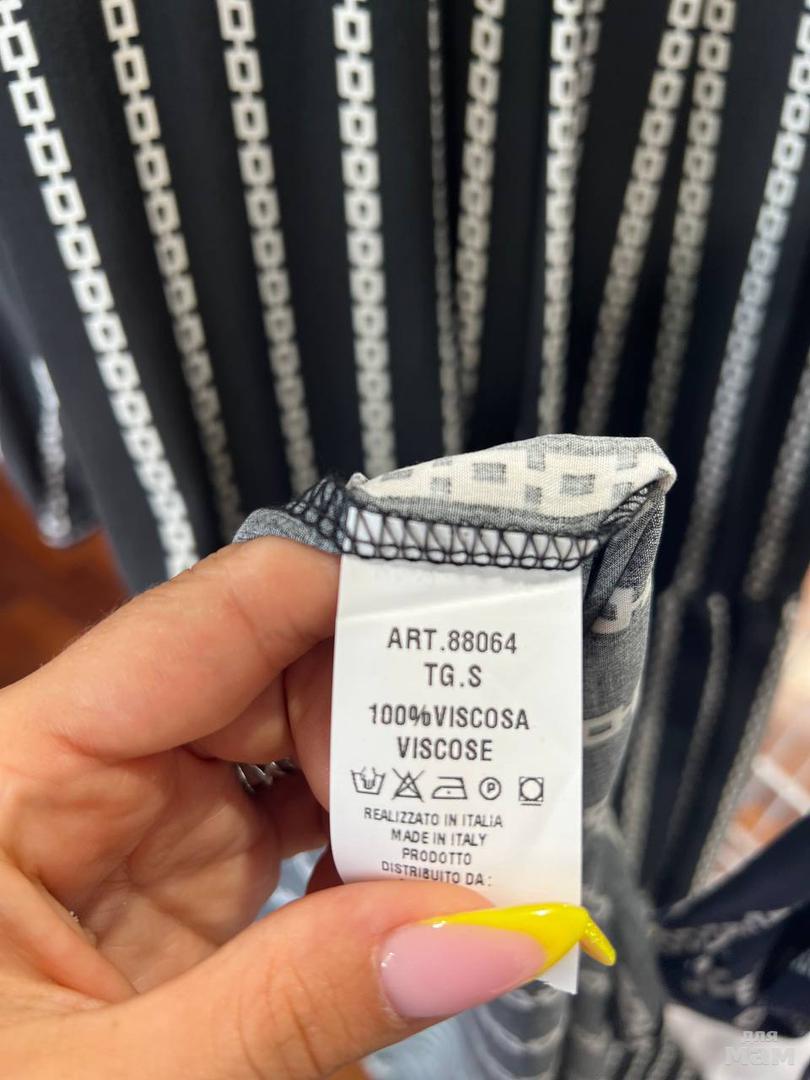 ART.88064
TG.S
100%VISCOSA
VISCOSE
P
REALIZZATO IN ITALIA
MADE IN ITALY
PRODOTTO
DISTRIBUITO DA :
для
мам